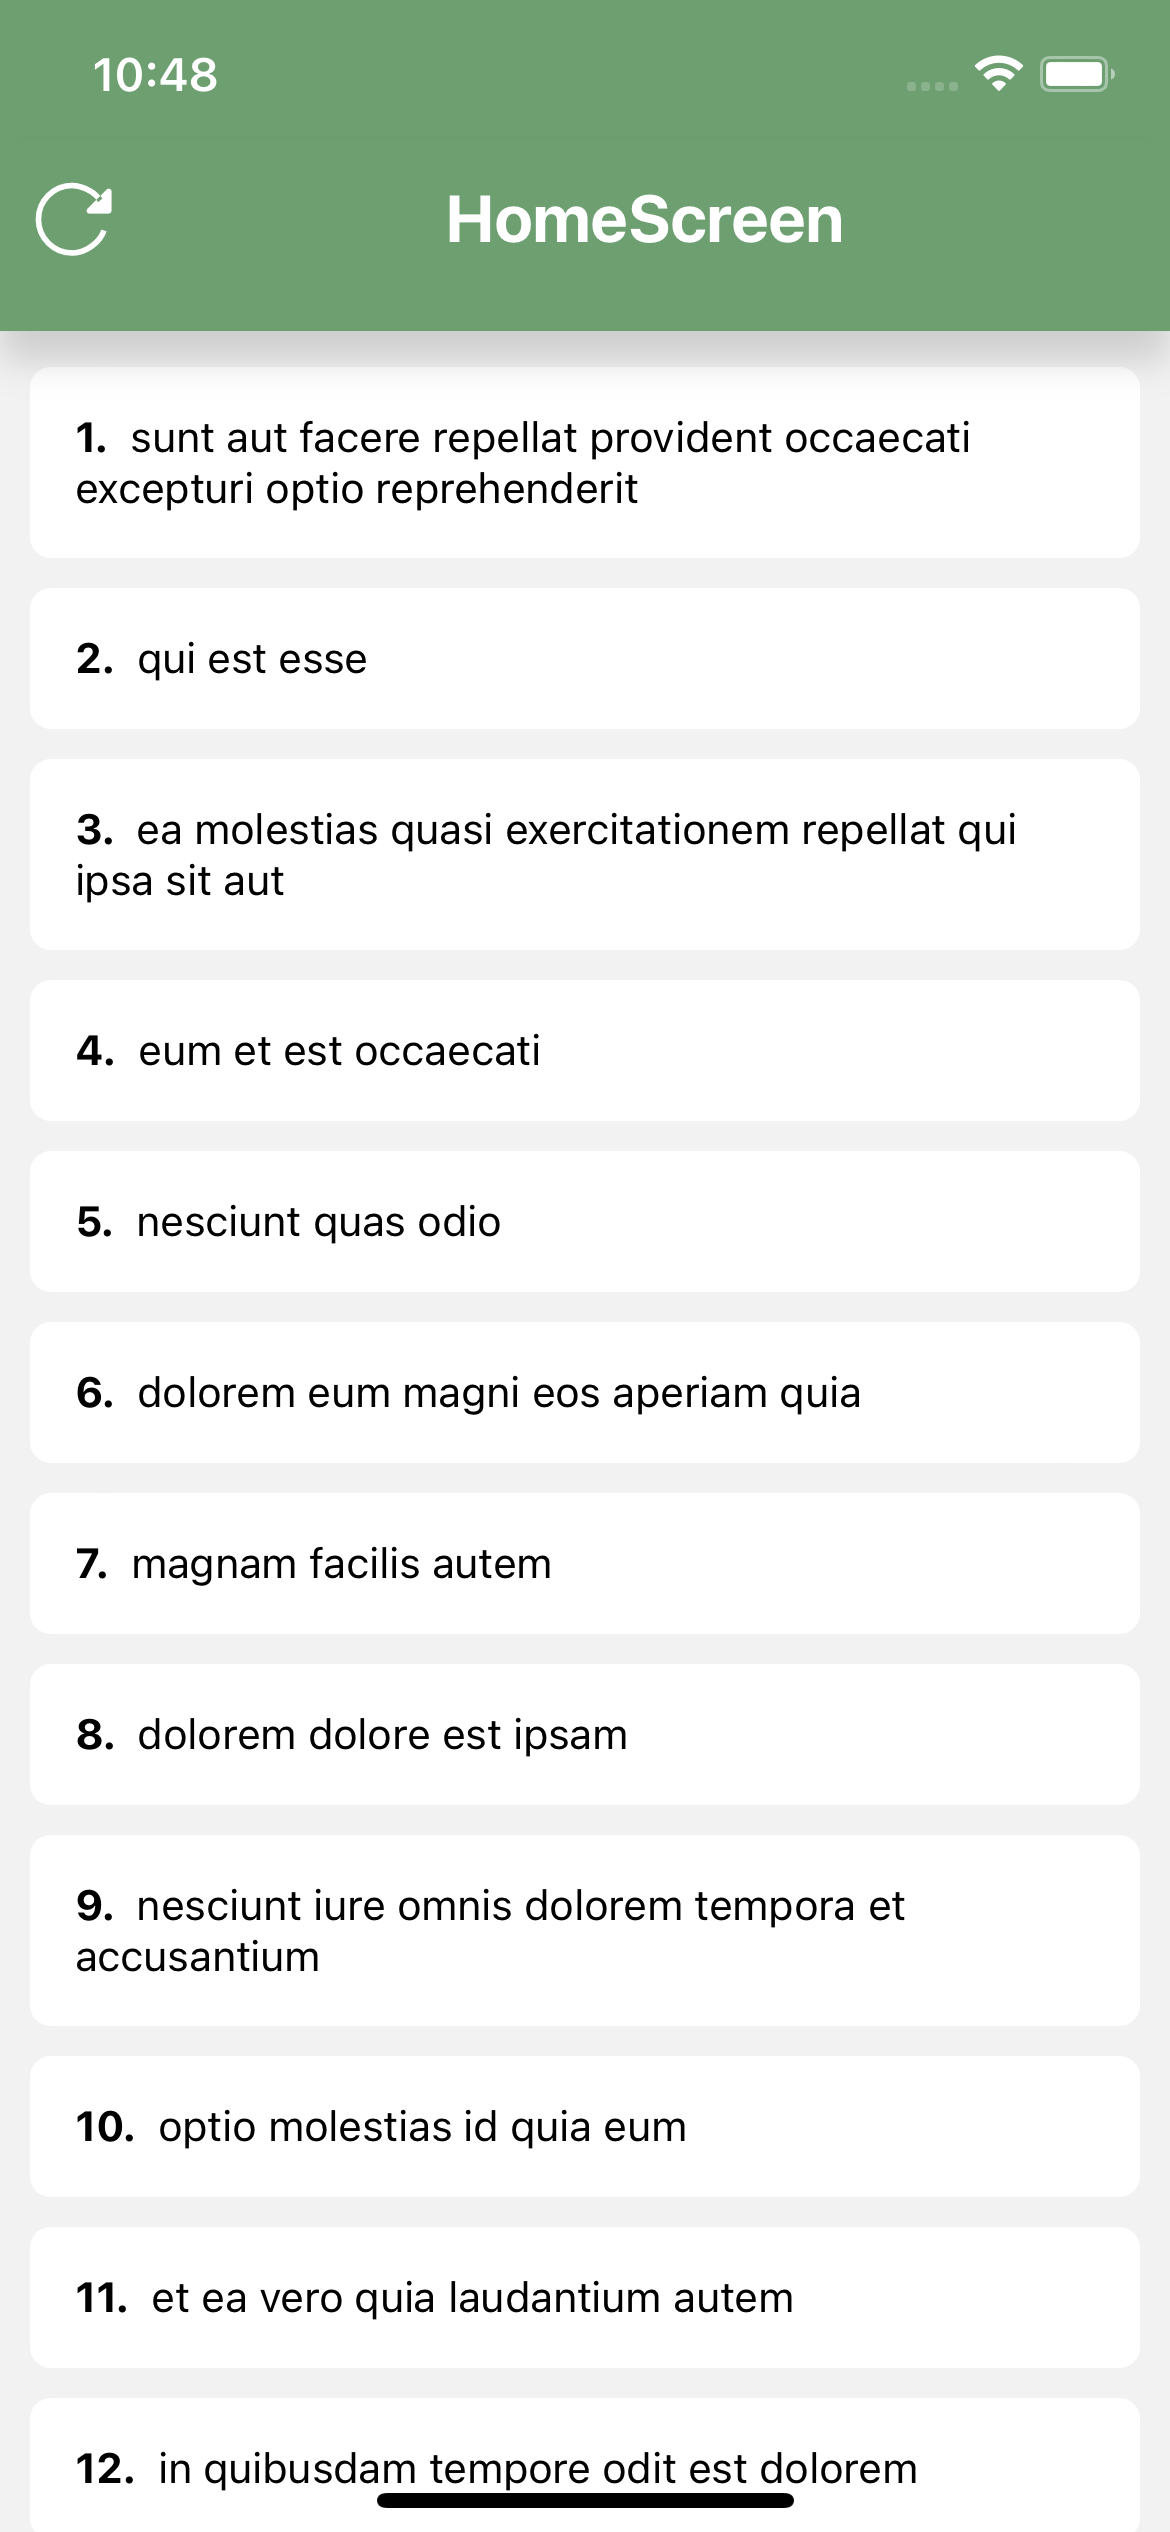 10:48
HomeScreen
1. sunt aut facere repellat provident occaecati
excepturi optio reprehenderit
2. qui est esse
3. ea molestias quasi exercitationem repellat qui
ipsa sit aut
4. eum et est occaecati
5. nesciunt quas odio
6. dolorem eum magni eos aperiam quia
7. magnam facilis autem
8. dolorem dolore est ipsam
9. nesciunt iure omnis dolorem tempora et
accusantium
10. optio molestias id quia eum
11. et ea vero quia laudantium autem
12. in quibusdam tempore odit est dolorem